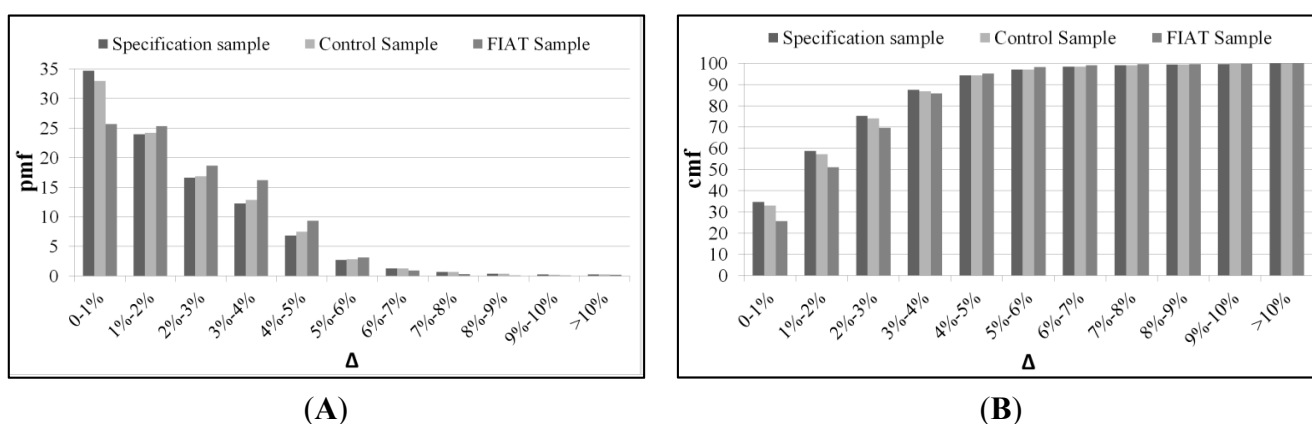 Specification sample Control Sample FIAT Sample
35
30
25
20
15
10
5
0
pmf
0-1% 1%-2% 2%-3% 3%-4% 4%-5% 5%-6% 6%-7% 7%-8% 8%-9% 9%-10% >10%
Δ
(A)
Specification sample Control Sample FIAT Sample
100
90
80
70
60
50
40
30
20
10
0
cmf
0-1% 1%-2% 2%-3% 3%-4% 4%-5% 5%-6% 6%-7% 7%-8% 8%-9% 9%-10% >10%
Δ
(B)